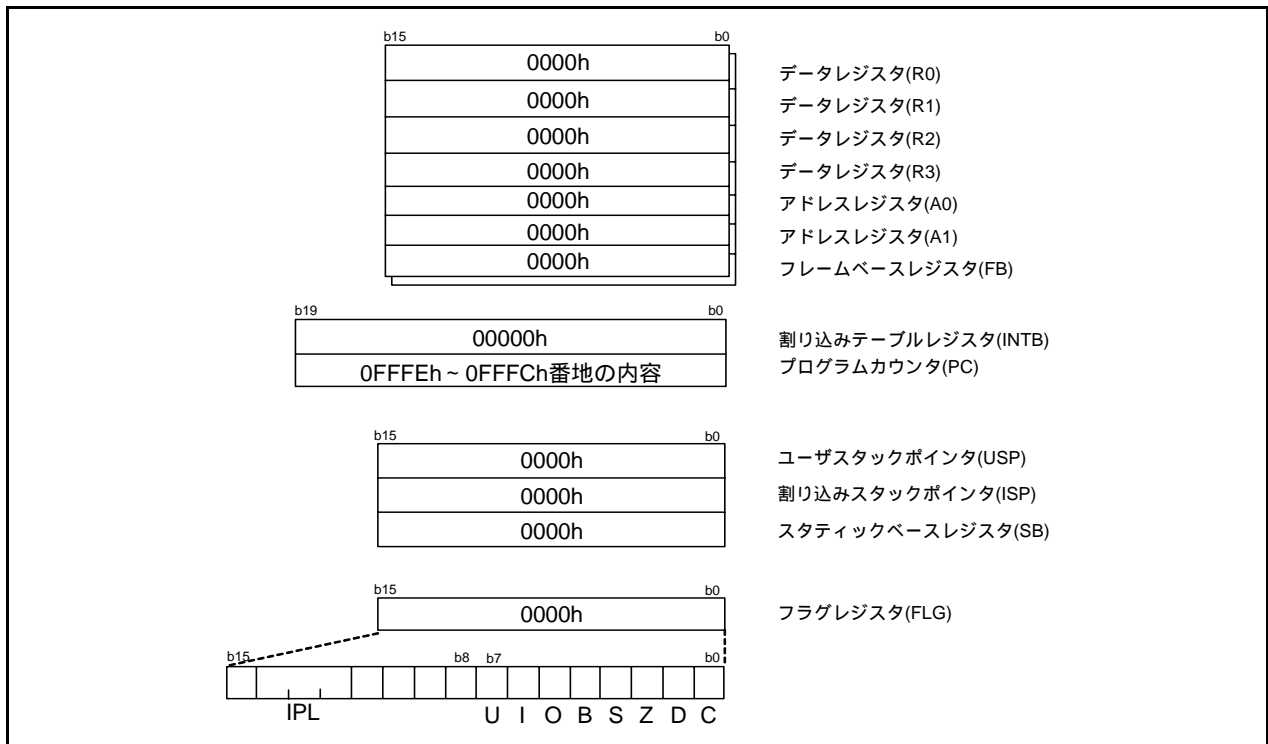 b15 b0
0000h データレジスタ(R0)
0000h データレジスタ(R1)
0000h データレジスタ(R2)
0000h データレジスタ(R3)
0000h アドレスレジスタ(A0)
0000h アドレスレジスタ(A1)
0000h フレームベースレジスタ(FB)
b19 b0
00000h 割り込みテーブルレジスタ(INTB)
0FFFEh ~ 0FFFCh番地の内容 プログラムカウンタ(PC)
b15 b0
0000h ユーザスタックポインタ(USP)
0000h 割り込みスタックポインタ(ISP)
0000h スタティックベースレジスタ(SB)
b15 b0
0000h フラグレジスタ(FLG)
b15 b8 b7 b0
IPL U I O B S Z D C